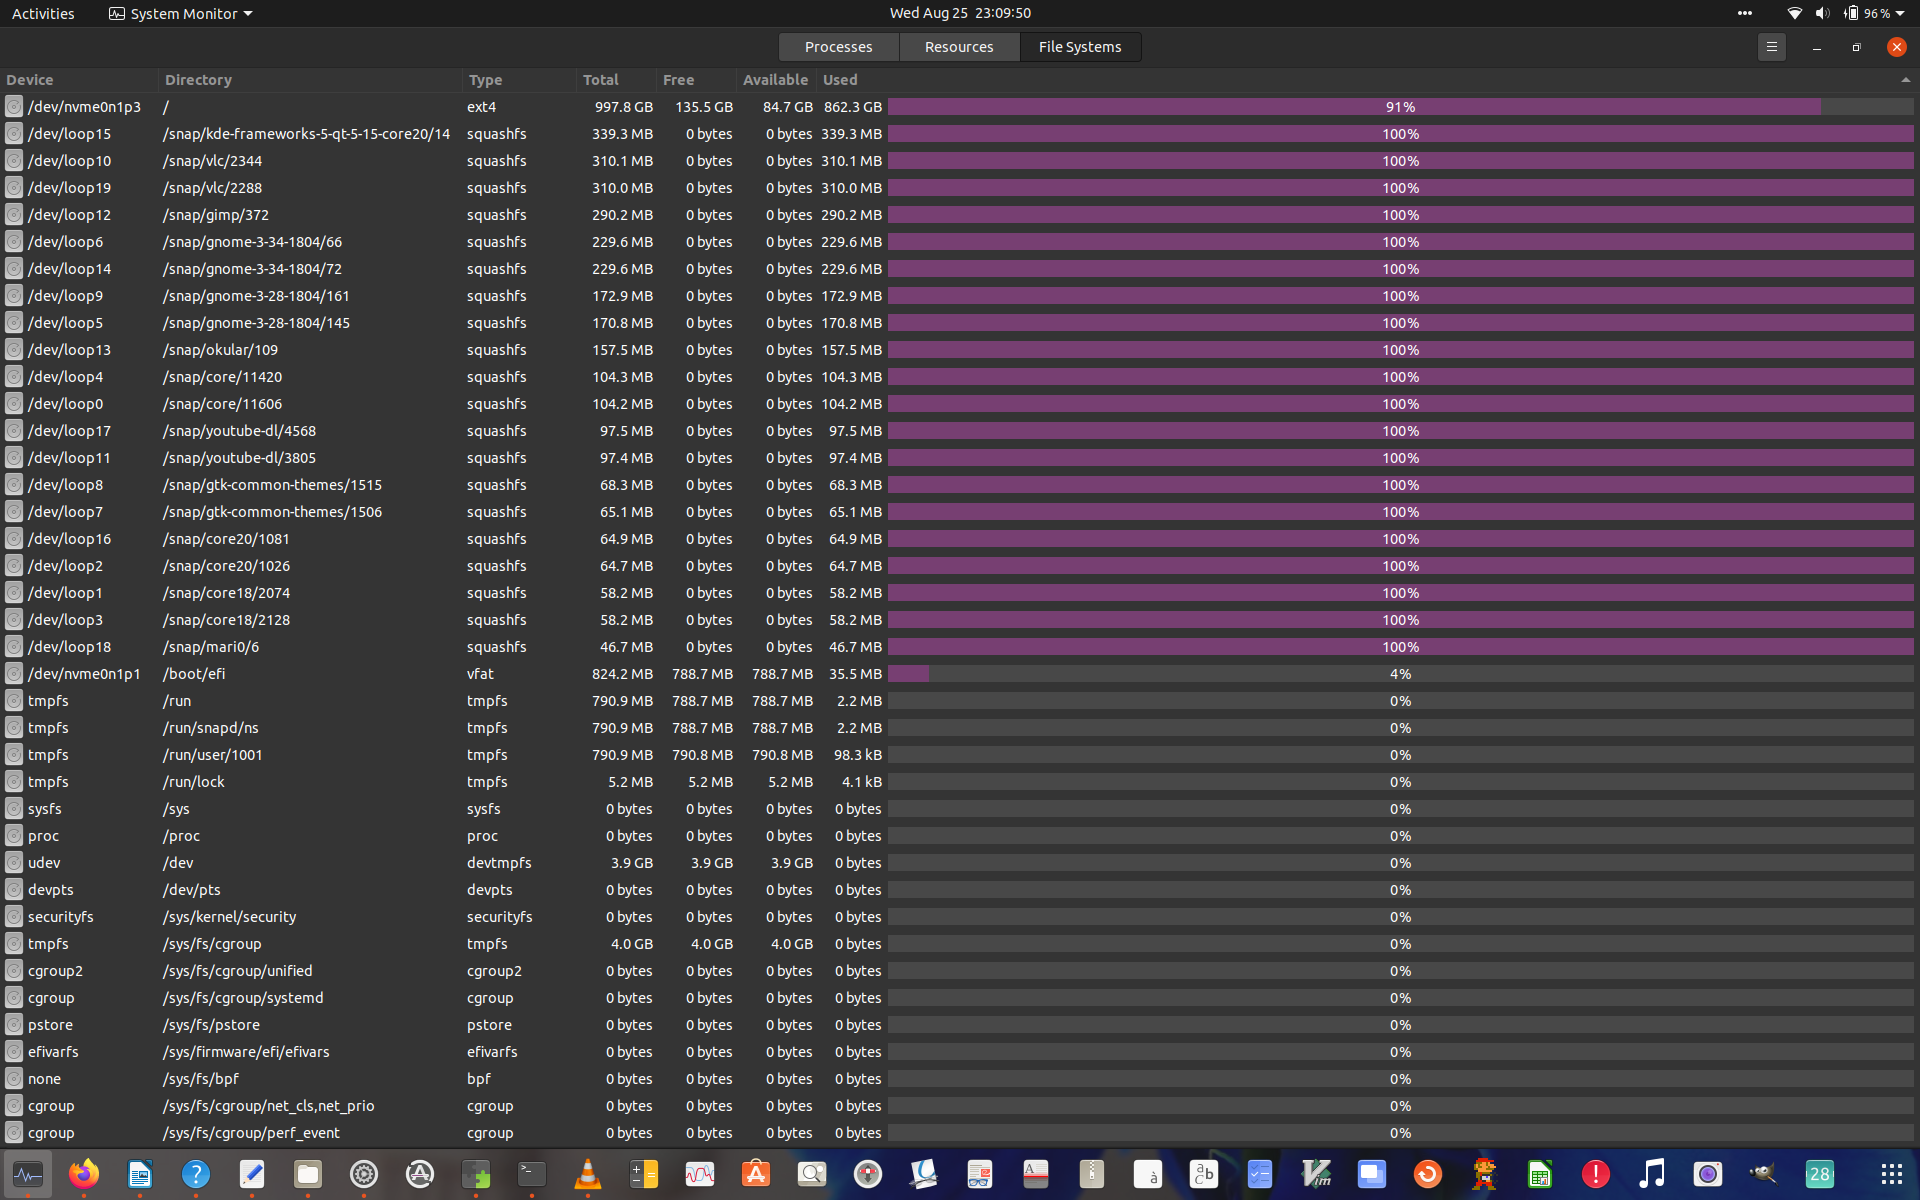 Activities System Monitor Wed Aug 25 23:09:50 96%
Processes Resources File Systems
Device Directory Type Total Free Available Used
/dev/nvme0n1p3 / ext4 997.8 GB 135.5 GB 84.7 GB 862.3 GB 91%
/dev/loop15 /snap/kde-frameworks-5-qt-5-15-core20/14 squashfs 339.3 MB 0 bytes 0 bytes 339.3 MB 100%
/dev/loop10 /snap/vlc/2344 squashfs 310.1 MB 0 bytes 0 bytes 310.1 MB 100%
/dev/loop19 /snap/vlc/2288 squashfs 310.0 MB 0 bytes 0 bytes 310.0 MB 100%
/dev/loop12 /snap/gimp/372 squashfs 290.2 MB 0 bytes 0 bytes 290.2 MB 100%
/dev/loop6 /snap/gnome-3-34-1804/66 squashfs 229.6 MB 0 bytes 0 bytes 229.6 MB 100%
/dev/loop14 /snap/gnome-3-34-1804/72 squashfs 229.6 MB 0 bytes 0 bytes 229.6 MB 100%
/dev/loop9 /snap/gnome-3-28-1804/161 squashfs 172.9 MB 0 bytes 0 bytes 172.9 MB 100%
/dev/loop5 /snap/gnome-3-28-1804/145 squashfs 170.8 MB 0 bytes 0 bytes 170.8 MB 100%
/dev/loop13 /snap/okular/109 squashfs 157.5 MB 0 bytes 0 bytes 157.5 MB 100%
/dev/loop4 /snap/core/11420 squashfs 104.3 MB 0 bytes 0 bytes 104.3 MB 100%
/dev/loop0 /snap/core/11606 squashfs 104.2 MB 0 bytes 0 bytes 104.2 MB 100%
/dev/loop17 /snap/youtube-dl/4568 squashfs 97.5 MB 0 bytes 0 bytes 97.5 MB 100%
/dev/loop11 /snap/youtube-dl/3805 squashfs 97.4 MB 0 bytes 0 bytes 97.4 MB 100%
/dev/loop8 /snap/gtk-common-themes/1515 squashfs 68.3 MB 0 bytes 0 bytes 68.3 MB 100%
/dev/loop7 /snap/gtk-common-themes/1506 squashfs 65.1 MB 0 bytes 0 bytes 65.1 MB 100%
/dev/loop16 /snap/core20/1081 squashfs 64.9 MB 0 bytes 0 bytes 64.9 MB 100%
/dev/loop2 /snap/core20/1026 squashfs 64.7 MB 0 bytes 0 bytes 64.7 MB 100%
/dev/loop1 /snap/core18/2074 squashfs 58.2 MB 0 bytes 0 bytes 58.2 MB 100%
/dev/loop3 /snap/core18/2128 squashfs 58.2 MB 0 bytes 0 bytes 58.2 MB 100%
/dev/loop18 /snap/mari0/6 squashfs 46.7 MB 0 bytes 0 bytes 46.7 MB 100%
/dev/nvme0n1p1 /boot/efi vfat 824.2 MB 788.7 MB 788.7 MB 35.5 MB 4%
tmpfs /run tmpfs 790.9 MB 788.7 MB 788.7 MB 2.2 MB 0%
tmpfs /run/snapd/ns tmpfs 790.9 MB 788.7 MB 788.7 MB 2.2 MB 0%
tmpfs /run/user/1001 tmpfs 790.9 MB 790.8 MB 790.8 MB 98.3 kB 0%
tmpfs /run/lock tmpfs 5.2 MB 5.2 MB 5.2 MB 4.1 kB 0%
sysfs /sys sysfs 0 bytes 0 bytes 0 bytes 0 bytes 0%
proc /proc proc 0 bytes 0 bytes 0 bytes 0 bytes 0%
udev /dev devtmpfs 3.9 GB 3.9 GB 3.9 GB 0 bytes 0%
devpts /dev/pts devpts 0 bytes 0 bytes 0 bytes 0 bytes 0%
securityfs /sys/kernel/security securityfs 0 bytes 0 bytes 0 bytes 0 bytes 0%
tmpfs /sys/fs/cgroup tmpfs 4.0 GB 4.0 GB 4.0 GB 0 bytes 0%
cgroup2 /sys/fs/cgroup/unified cgroup2 0 bytes 0 bytes 0 bytes 0 bytes 0%
cgroup /sys/fs/cgroup/systemd cgroup 0 bytes 0 bytes 0 bytes 0 bytes 0%
pstore /sys/fs/pstore pstore 0 bytes 0 bytes 0 bytes 0 bytes 0%
efivarfs /sys/firmware/efi/efivars efivarfs 0 bytes 0 bytes 0 bytes 0 bytes 0%
none /sys/fs/bpf bpf 0 bytes 0 bytes 0 bytes 0 bytes 0%
cgroup /sys/fs/cgroup/net_cls,net_prio cgroup 0 bytes 0 bytes 0 bytes 0 bytes 0%
cgroup /sys/fs/cgroup/perf_event cgroup 0 bytes 0 bytes 0 bytes 0 bytes 0%
28